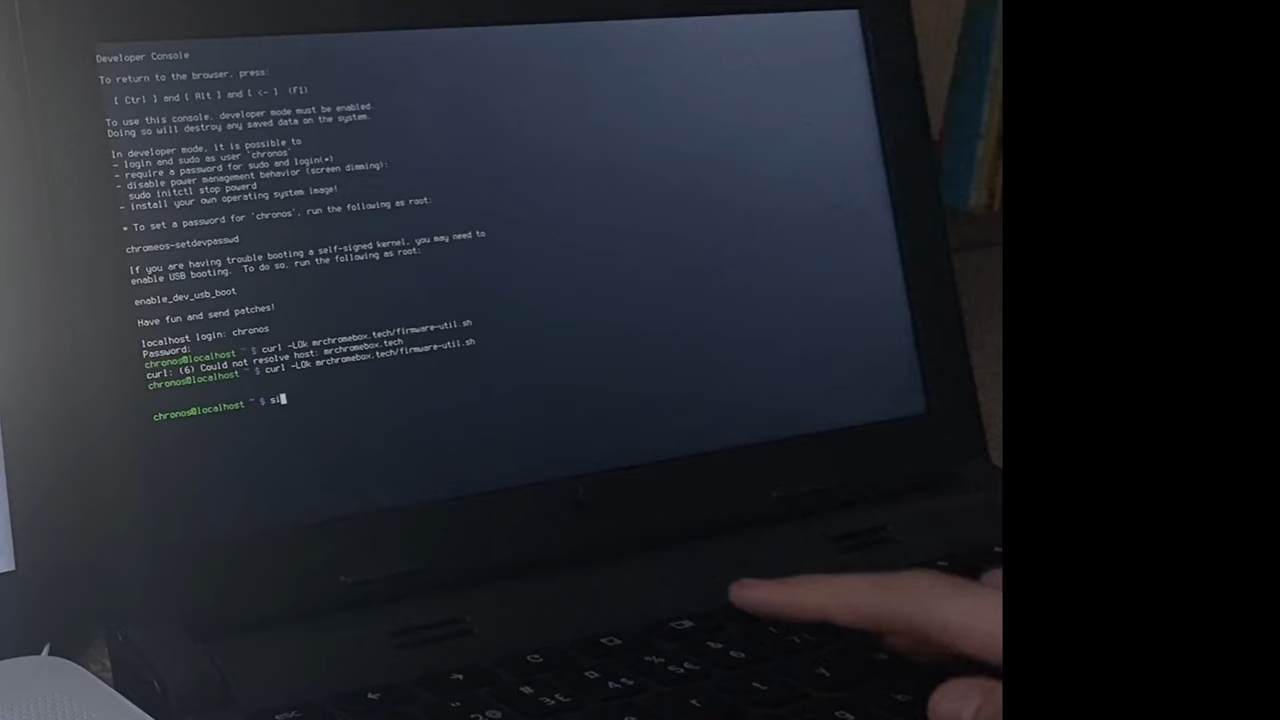 Developer Console
To return to the browser, press:
[ Ctrl ] and [ Alt ] and [ <- ] (F1)
To use this console, developer mode must be enabled.
Doing so will destroy any saved data on the system.
In developer mode, it is possible to
- login and sudo as user 'chronos'
- require a password for sudo and login(*)
- disable power management behavior (screen dimming):
sudo initctl stop powerd
- install your own operating system image!
* To set a password for 'chronos', run the following as root:
chromeos-setdevpasswd
If you are having trouble booting a self-signed kernel, you may need to
enable USB booting. To do so, run the following as root:
enable_dev_usb_boot
Have fun and send patches!
localhost login: chronos
Password:
chronos@localhost ~ $ curl -LOk mrchromebox.tech/firmware-util.sh
curl: (6) Could not resolve host: mrchromebox.tech
chronos@localhost ~ $ curl -LOk mrchromebox.tech/firmware-util.sh
chronos@localhost ~ $ si
esc